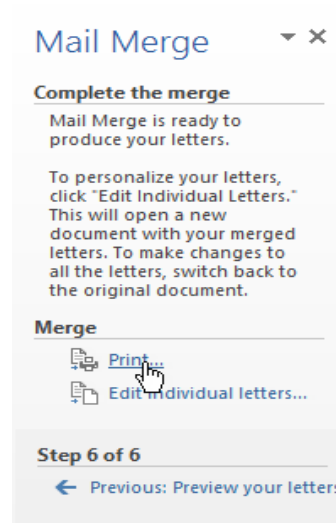 Mail Merge
Complete the merge
Mail Merge is ready to
produce your letters.
To personalize your letters,
click "Edit Individual Letters."
This will open a new
document with your merged
letters. To make changes to
all the letters, switch back to
the original document.
Merge
Print...
Edit individual letters...
Step 6 of 6
Previous: Preview your letters